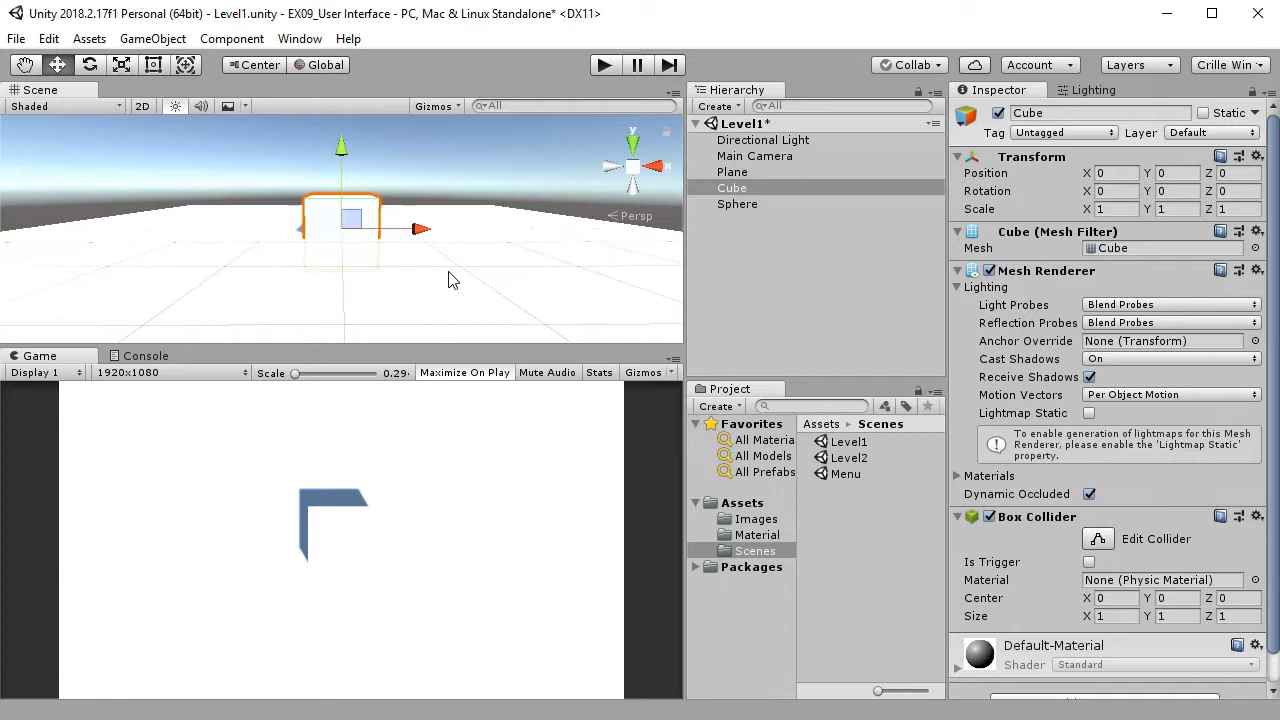 Unity 2018.2.17f1 Personal (64bit) - Level1.unity - EX09_User Interface - PC, Mac & Linux Standalone* <DX11>
File Edit Assets GameObject Component Window Help
Center Global Collab Account Layers Crille Win
Scene
Shaded 2D Gizmos All
y
x
Persp
Game Console
Display 1 1920x1080 Scale 0.29 Maximize On Play Mute Audio Stats Gizmos
Hierarchy
Create All
Level1*
Directional Light
Main Camera
Plane
Cube
Sphere
Project
Create
Favorites
All Materia
All Models
All Prefabs
Assets
Images
Material
Scenes
Packages
Assets Scenes
Level1
Level2
Menu
Inspector Lighting
Cube Static
Tag Untagged Layer Default
Transform
Position X 0 Y 0 Z 0
Rotation X 0 Y 0 Z 0
Scale X 1 Y 1 Z 1
Cube (Mesh Filter)
Mesh Cube
Mesh Renderer
Lighting
Light Probes Blend Probes
Reflection Probes Blend Probes
Anchor Override None (Transform)
Cast Shadows On
Receive Shadows
Motion Vectors Per Object Motion
Lightmap Static
To enable generation of lightmaps for this Mesh
Renderer, please enable the 'Lightmap Static'
property.
Materials
Dynamic Occluded
Box Collider
Edit Collider
Is Trigger
Material None (Physic Material)
Center X 0 Y 0 Z 0
Size X 1 Y 1 Z 1
Default-Material
Shader Standard